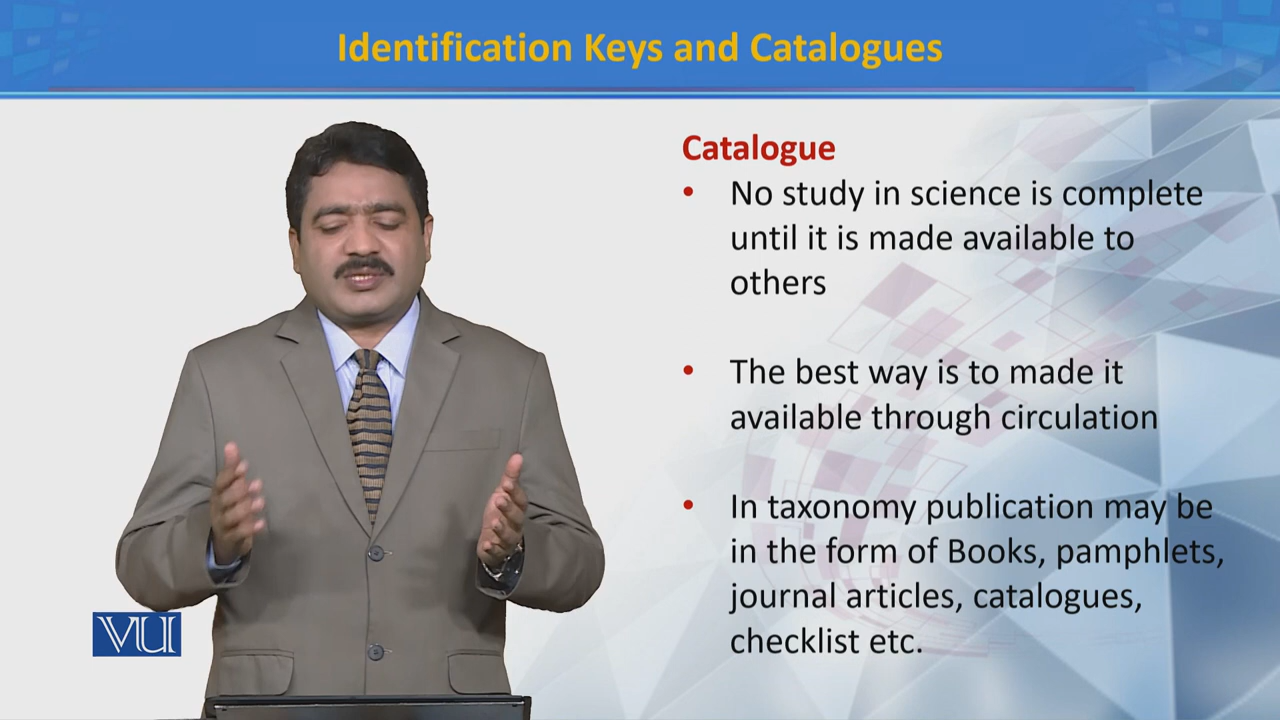 Identification Keys and Catalogues
Catalogue
• No study in science is complete
until it is made available to
others
• The best way is to made it
available through circulation
• In taxonomy publication may be
in the form of Books, pamphlets,
journal articles, catalogues,
checklist etc.
VU